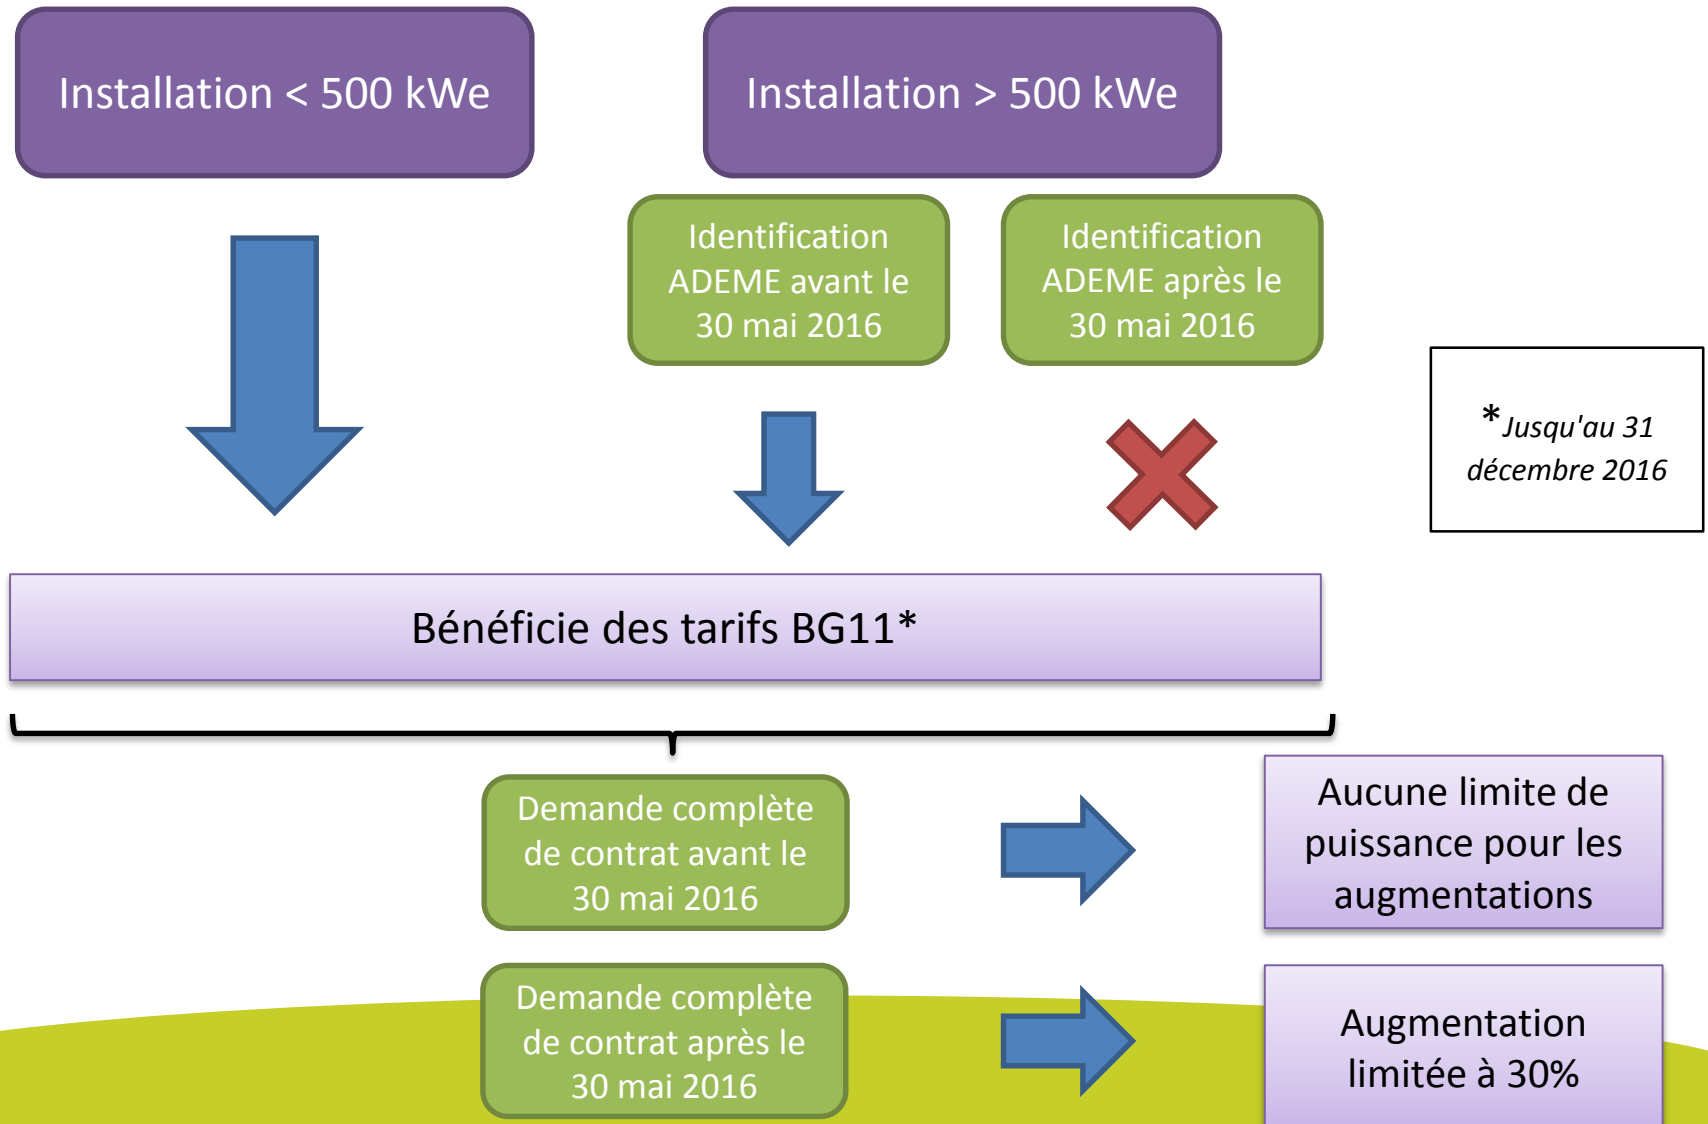 Installation < 500 kWe
Installation > 500 kWe
Identification
ADEME avant le
30 mai 2016
Identification
ADEME après le
30 mai 2016
*Jusqu'au 31
décembre 2016
Bénéficie des tarifs BG11*
Demande complète
de contrat avant le
30 mai 2016
Aucune limite de
puissance pour les
augmentations
Demande complète
de contrat après le
30 mai 2016
Augmentation
limitée à 30%